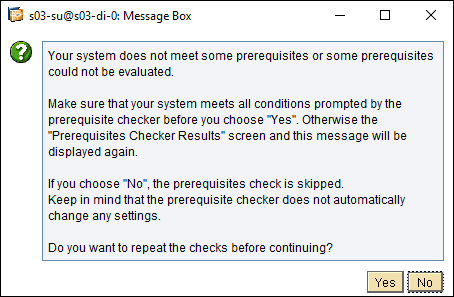 s03-su@s03-di-0: Message Box
Your system does not meet some prerequisites or some prerequisites
could not be evaluated.
Make sure that your system meets all conditions prompted by the
prerequisite checker before you choose "Yes". Otherwise the
"Prerequisites Checker Results" screen and this message will be
displayed again.
If you choose "No", the prerequisites check is skipped.
Keep in mind that the prerequisite checker does not automatically
change any settings.
Do you want to repeat the checks before continuing?
Yes No